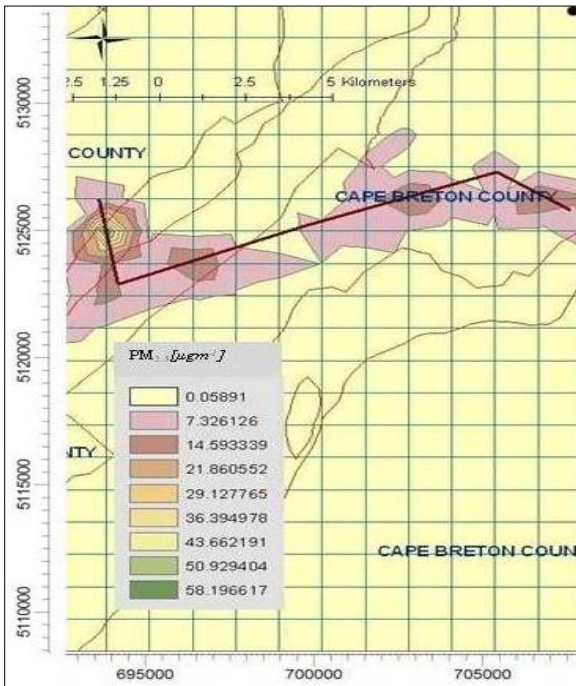 2.5 1.25 0 2.5 5 Kilometers
5130000
COUNTY
CAPE BRETON COUNTY
5125000
5120000
PM [µgm]
0.05891
7.326126
14.593339
21.860552
29.127765
36.394978
43.662191
50.929404
58.196617
NTY
5115000
CAPE BRETON COUN
5110000
695000 700000 705000